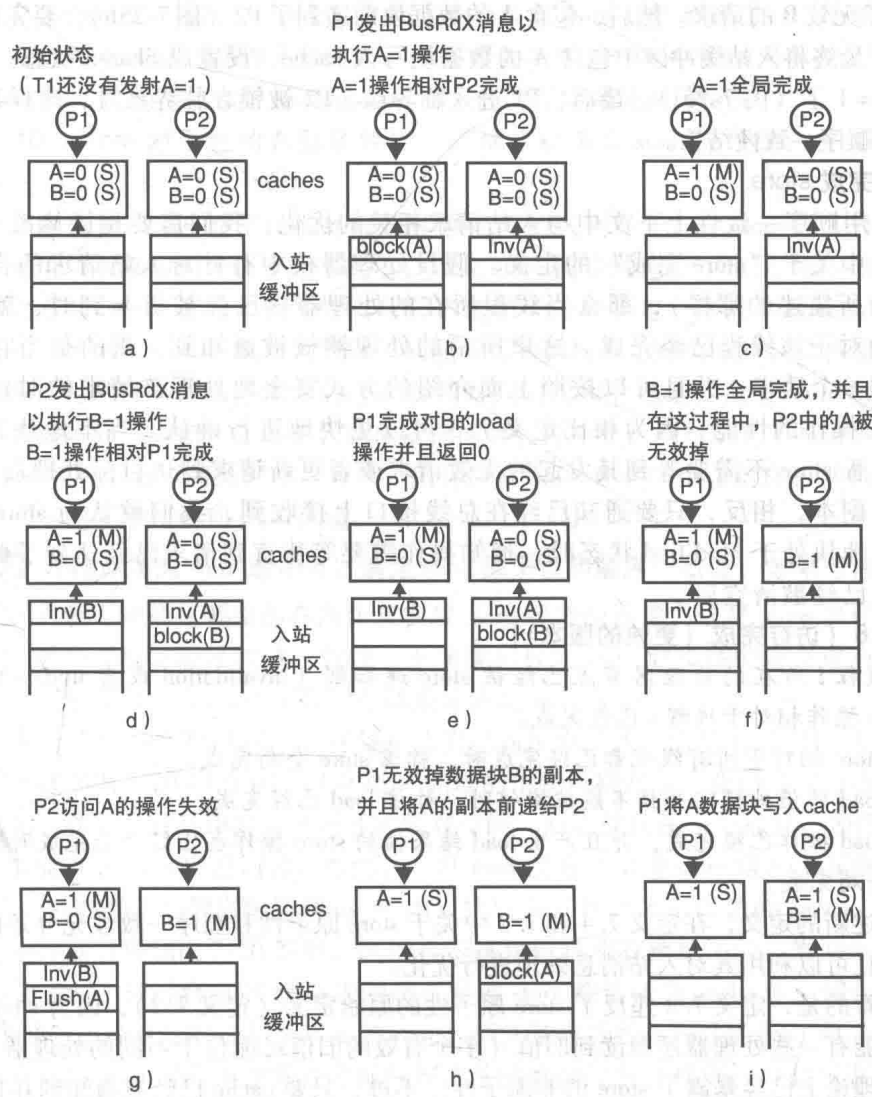 初始状态
（T1还没有发射A=1）
P1发出BusRdX消息以
执行A=1操作
A=1操作相对P2完成
A=1全局完成
P1 P2 P1 P2 P1 P2
A=0 (S) A=0 (S) caches A=0 (S) A=0 (S) A=1 (M) A=0 (S)
B=0 (S) B=0 (S) B=0 (S) B=0 (S) B=0 (S) B=0 (S)
block(A) Inv(A) Inv(A)
入站
缓冲区
a） b） c）
P2发出BusRdX消息
以执行B-1操作
B=1操作相对P1完成
P1完成对B的load
操作并且返回0
B=1操作全局完成，并且
在这过程中，P2中的A被
无效掉
P1 P2 P1 P2 P1 P2
A=1 (M) A=0 (S) caches A=1 (M) A=0 (S) A=1 (M)
B=0 (S) B=0 (S) B=0 (S) B=0 (S) B=0 (S) B=1 (M)
Inv(B) Inv(A) Inv(B) Inv(A) Inv(B)
block(B) 入站 block(B)
缓冲区
d） e） f）
P2访问A的操作失效
P1无效掉数据块B的副本，
并且将A的副本前递给P2
P1将A数据块写入cache
P1 P2 P1 P2 P1 P2
A=1 (M) caches A=1 (S) A=1 (S) A=1 (S)
B=0 (S) B=1 (M) B=1 (M) B=1 (M)
Inv(B) block(A)
Flush(A) 入站
缓冲区
g） h） i）